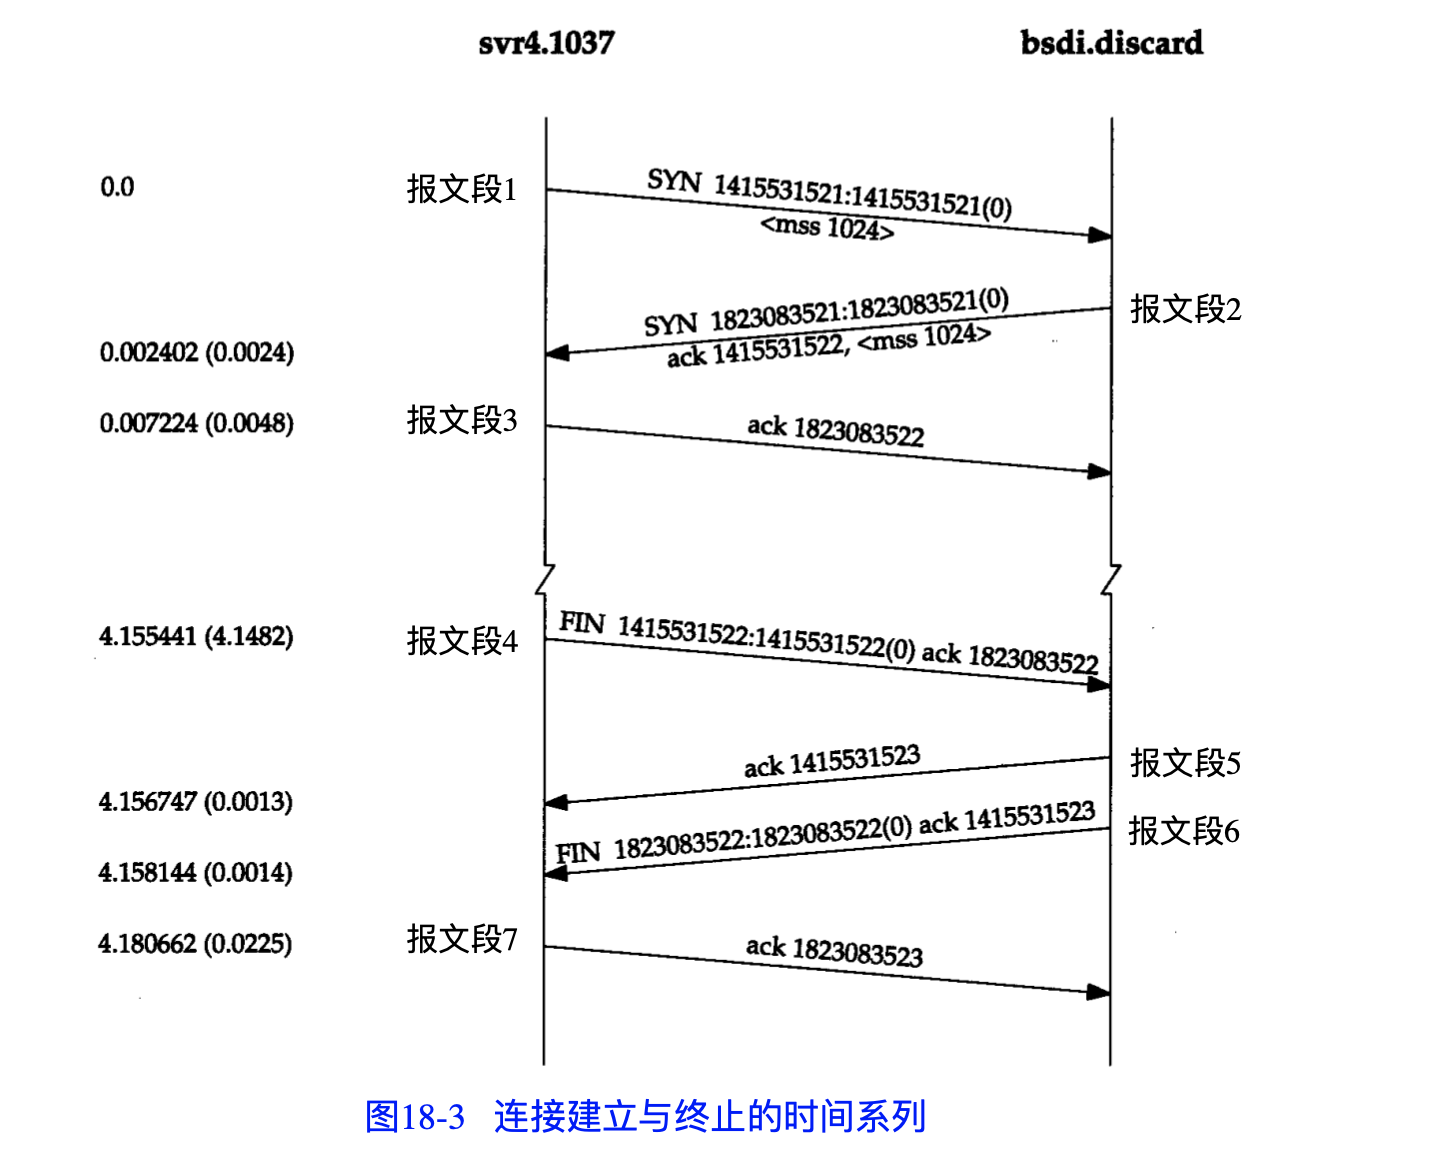 svr4.1037 bsdi.discard
0.0 报文段1 SYN 1415531521:1415531521(0)
<mss 1024>
SYN 1823083521:1823083521(0) 报文段2
0.002402 (0.0024) ack 1415531522, <mss 1024>
0.007224 (0.0048) 报文段3 ack 1823083522
4.155441 (4.1482) 报文段4 FIN 1415531522:1415531522(0) ack 1823083522
ack 1415531523 报文段5
4.156747 (0.0013)
FIN 1823083522:1823083522(0) ack 1415531523 报文段6
4.158144 (0.0014)
4.180662 (0.0225) 报文段7 ack 1823083523
图18-3 连接建立与终止的时间系列